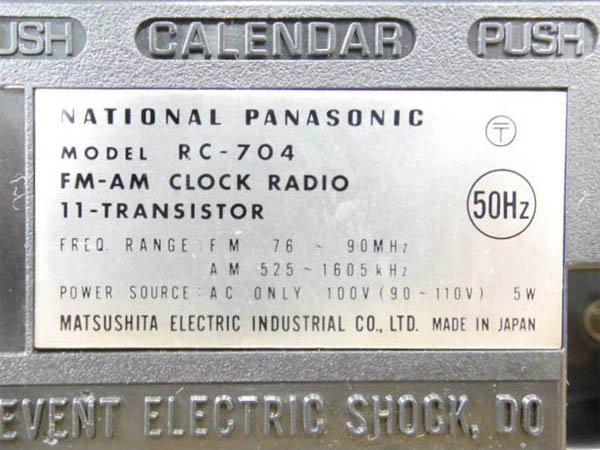 PUSH CALENDAR PUSH
NATIONAL PANASONIC
〒
MODEL RC-704
FM-AM CLOCK RADIO
11-TRANSISTOR
50Hz
FREQ. RANGE: FM 76 ~ 90MHz
AM 525~1605kHz
POWER SOURCE: AC ONLY 100V (90~110V) 5W
MATSUSHITA ELECTRIC INDUSTRIAL CO., LTD. MADE IN JAPAN
EVENT ELECTRIC SHOCK, DO